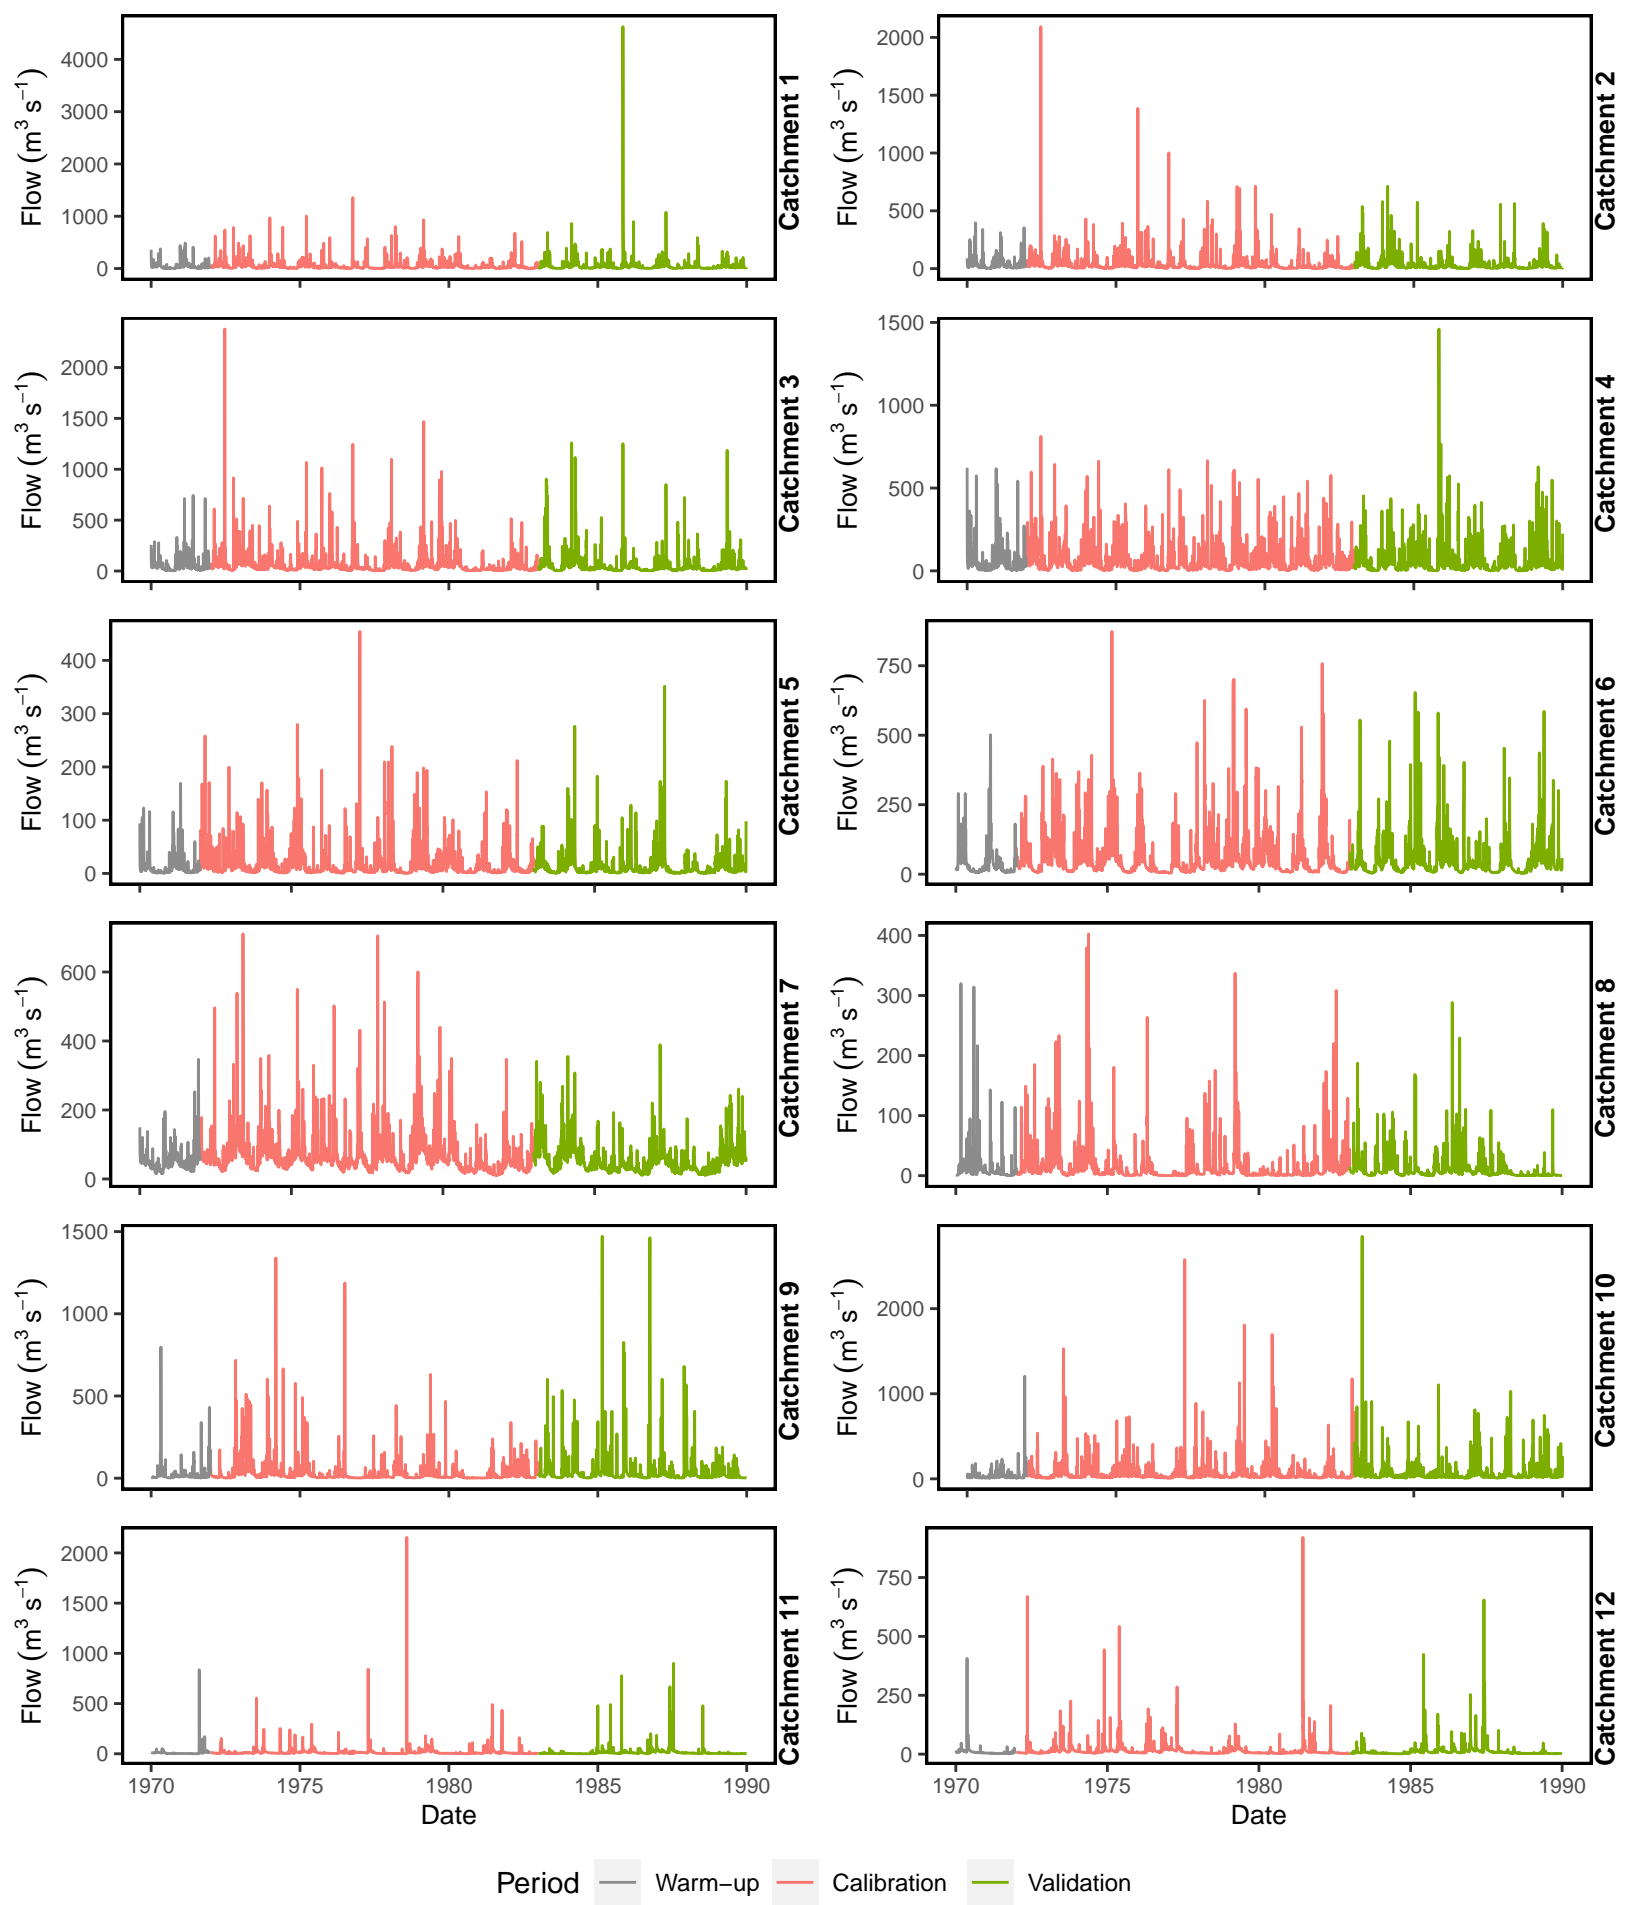 4000
3000
2000
1000
0
Flow (m³ s⁻¹)
Catchment 1
2000
1500
1000
500
0
Flow (m³ s⁻¹)
Catchment 2
2000
1500
1000
500
0
Flow (m³ s⁻¹)
Catchment 3
1500
1000
500
0
Flow (m³ s⁻¹)
Catchment 4
400
300
200
100
0
Flow (m³ s⁻¹)
Catchment 5
750
500
250
0
Flow (m³ s⁻¹)
Catchment 6
600
400
200
0
Flow (m³ s⁻¹)
Catchment 7
400
300
200
100
0
Flow (m³ s⁻¹)
Catchment 8
1500
1000
500
0
Flow (m³ s⁻¹)
Catchment 9
2000
1000
0
Flow (m³ s⁻¹)
Catchment 10
2000
1500
1000
500
0
Flow (m³ s⁻¹)
Catchment 11
750
500
250
0
Flow (m³ s⁻¹)
Catchment 12
1970 1975 1980 1985 1990
Date
1970 1975 1980 1985 1990
Date
Period Warm−up Calibration Validation